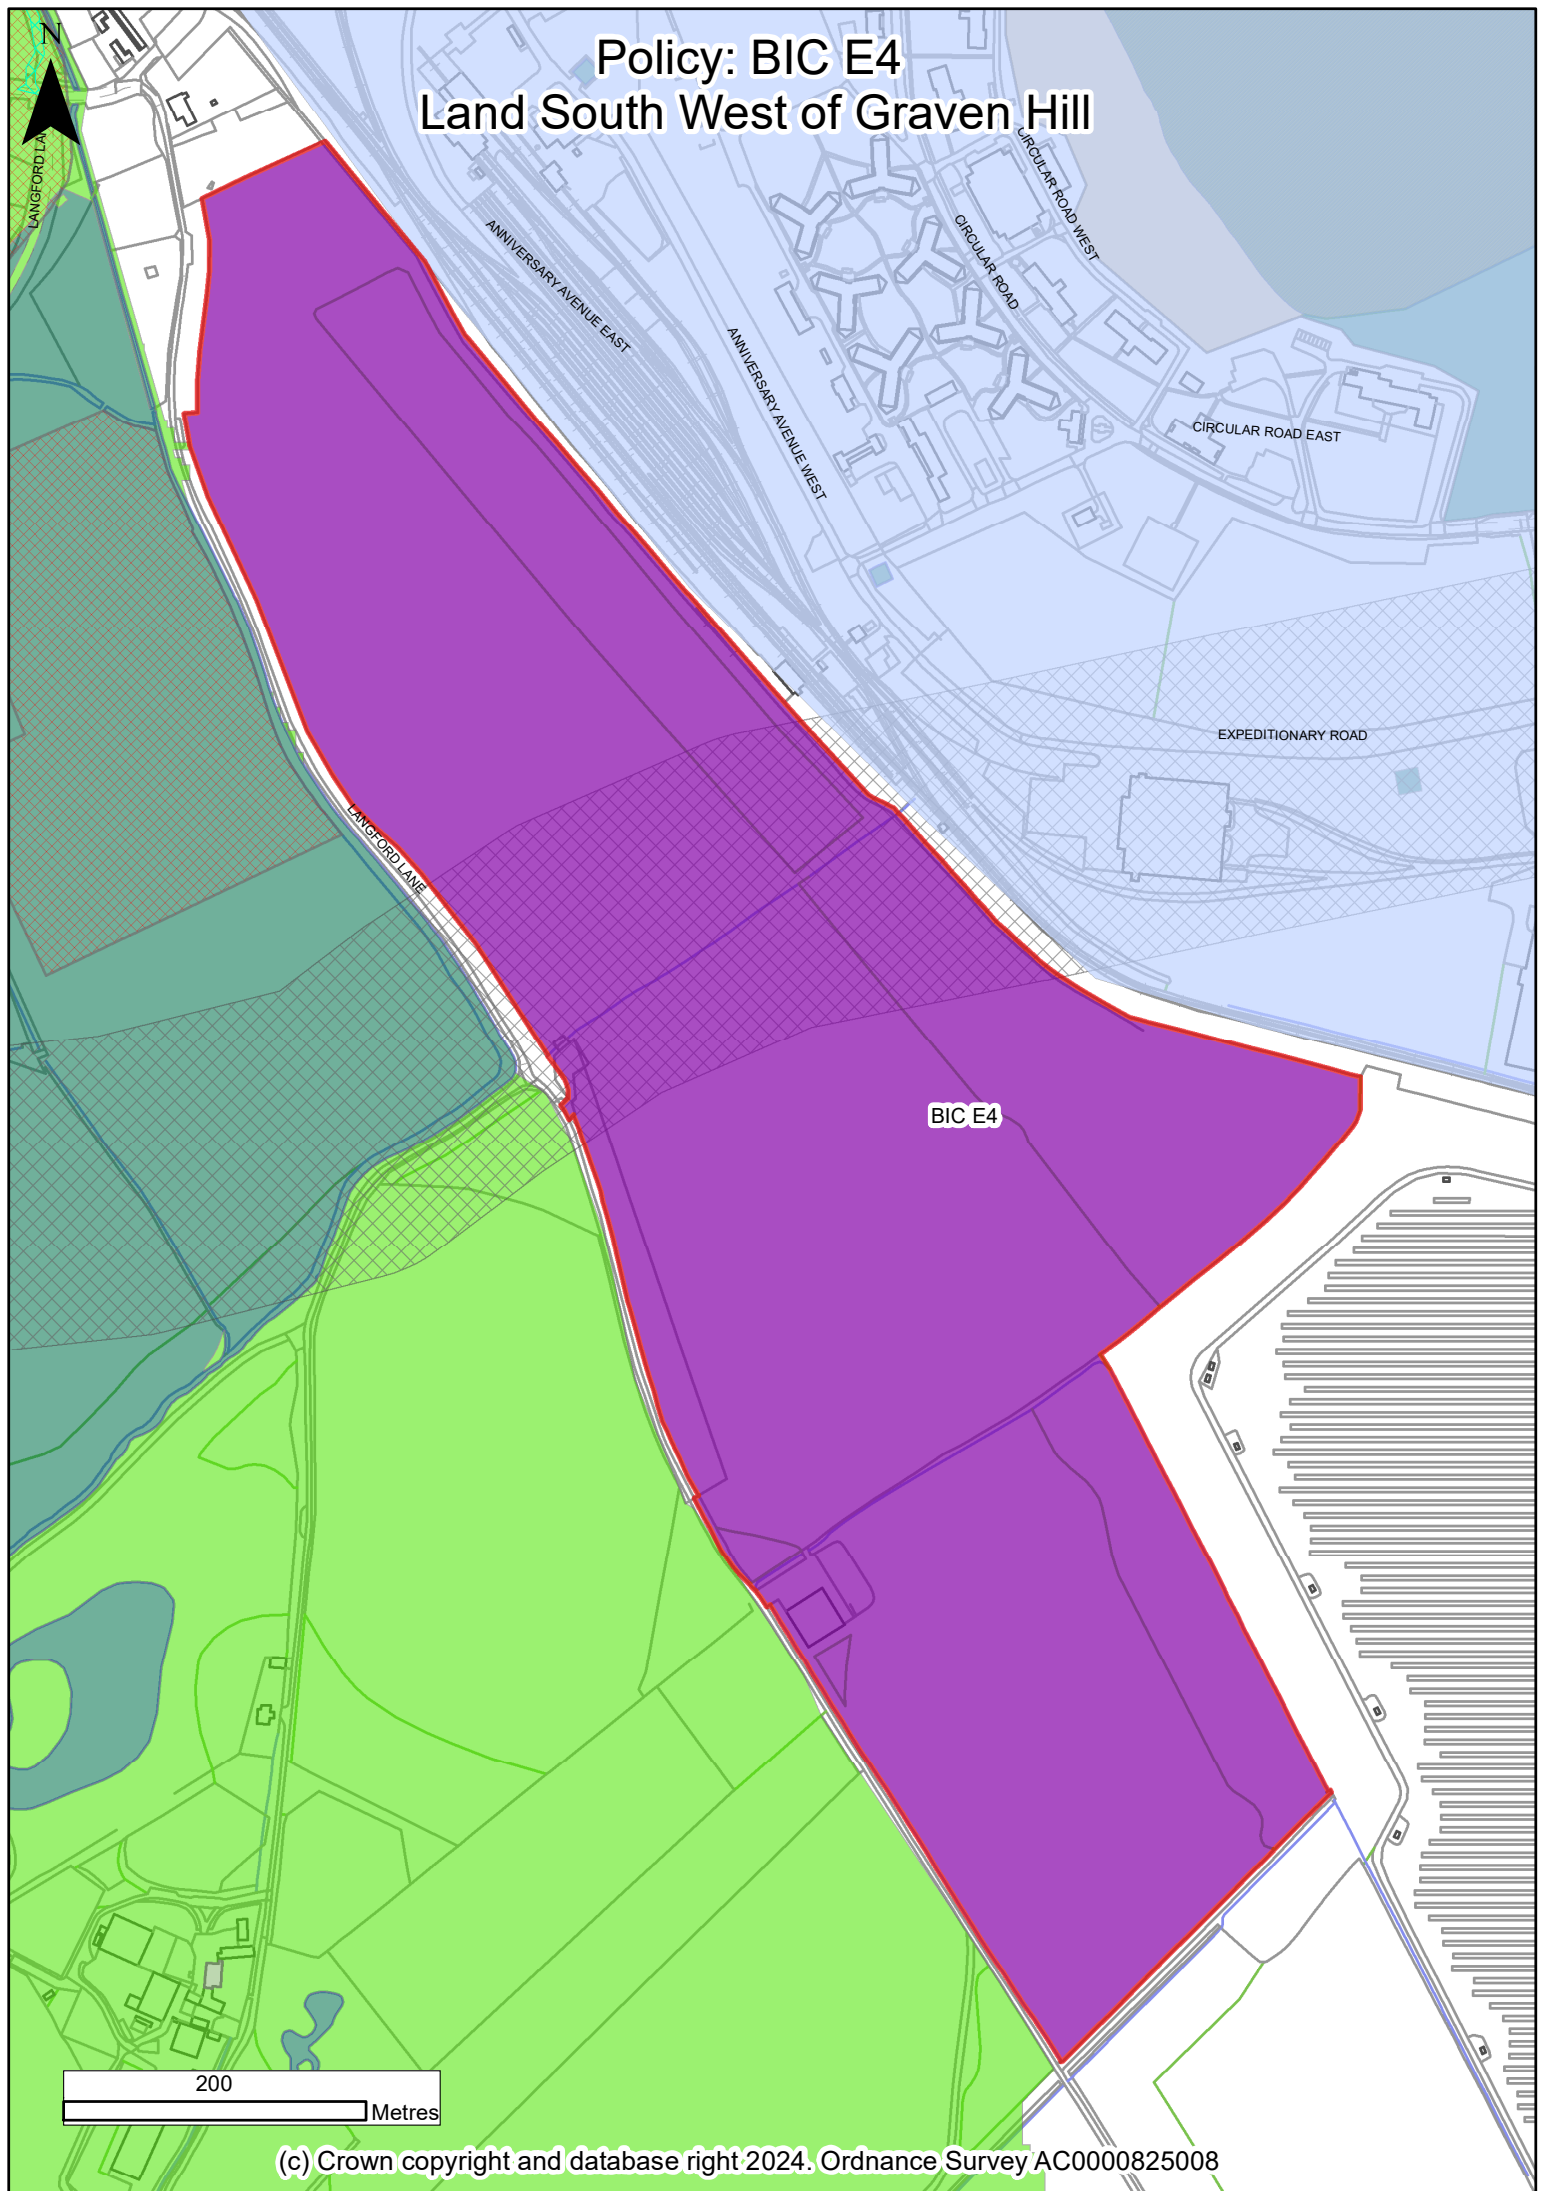 N
Policy: BIC E4
Land South West of Graven Hill
LANGFORD LA
CIRCULAR ROAD WEST
CIRCULAR ROAD
ANNIVERSARY AVENUE EAST
ANNIVERSARY AVENUE WEST
CIRCULAR ROAD EAST
EXPEDITIONARY ROAD
LANGFORD LANE
BIC E4
200
Metres
(c) Crown copyright and database right 2024. Ordnance Survey AC0000825008